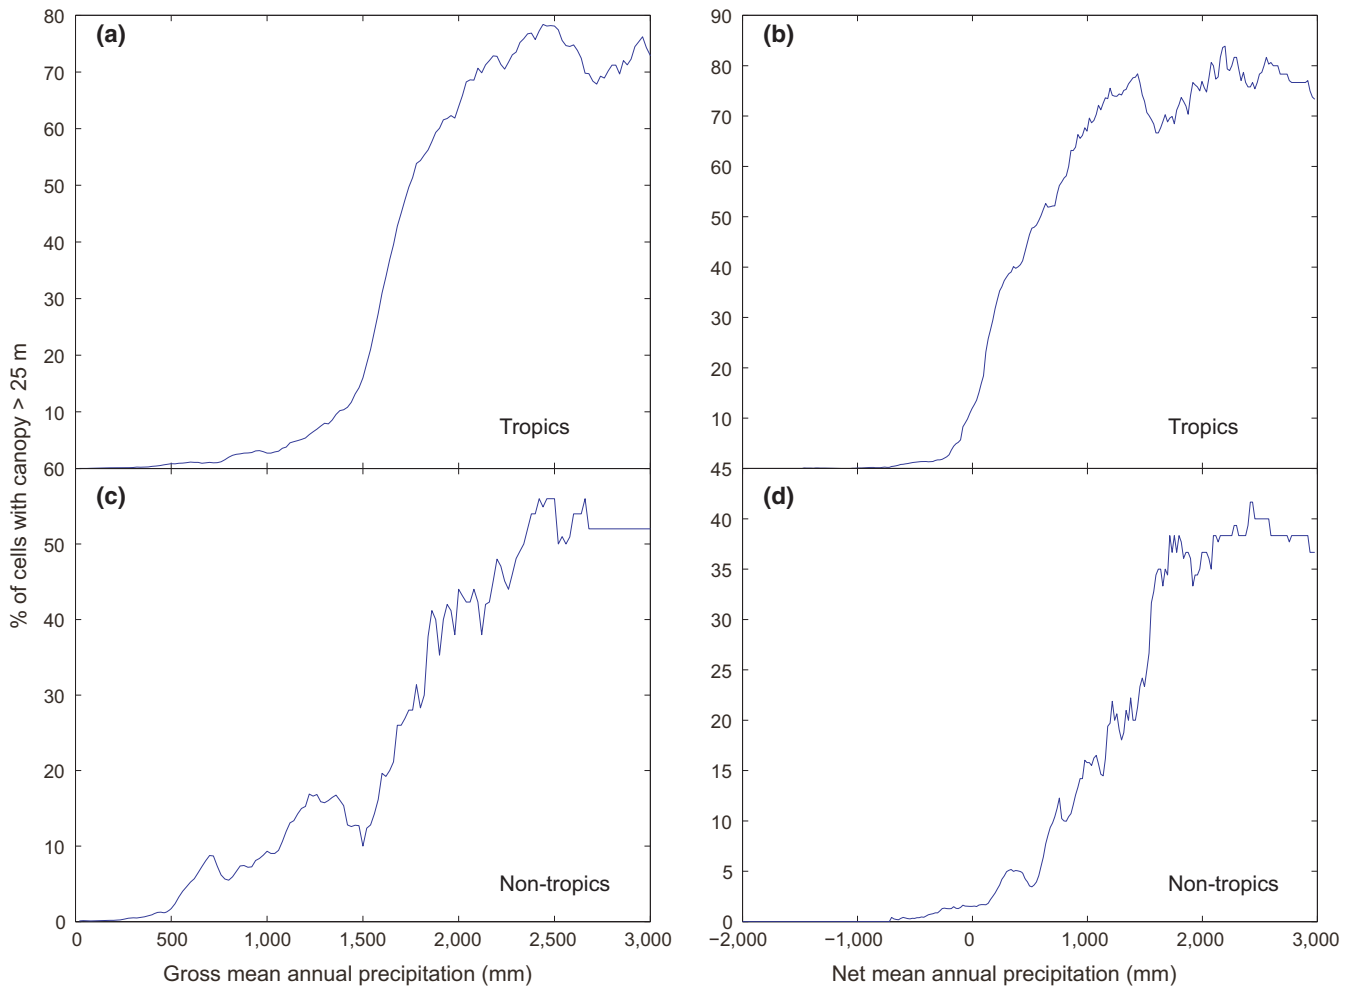 % of cells with canopy > 25 m
(a)
80
70
60
50
40
30
20
10
60
Tropics
(b)
90
80
70
60
50
40
30
20
10
45
Tropics
(c)
50
40
30
20
10
0
Non-tropics
0 500 1,000 1,500 2,000 2,500 3,000
Gross mean annual precipitation (mm)
(d)
40
35
30
25
20
15
10
5
0
Non-tropics
−2,000 −1,000 0 1,000 2,000 3,000
Net mean annual precipitation (mm)